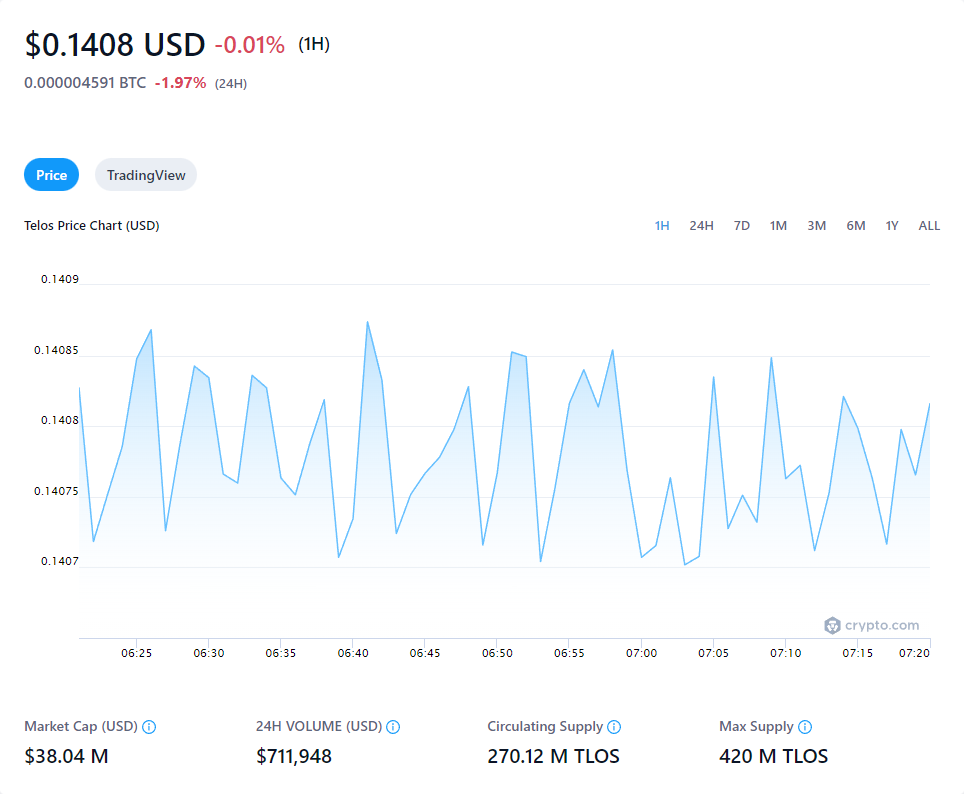 $0.1408 USD -0.01% (1H)
0.000004591 BTC -1.97% (24H)
Price TradingView
Telos Price Chart (USD) 1H 24H 7D 1M 3M 6M 1Y ALL
0.1409
0.14085
0.1408
0.14075
0.1407
crypto.com
06:25 06:30 06:35 06:40 06:45 06:50 06:55 07:00 07:05 07:10 07:15 07:20
Market Cap (USD) 24H VOLUME (USD) Circulating Supply Max Supply
$38.04 M $711,948 270.12 M TLOS 420 M TLOS